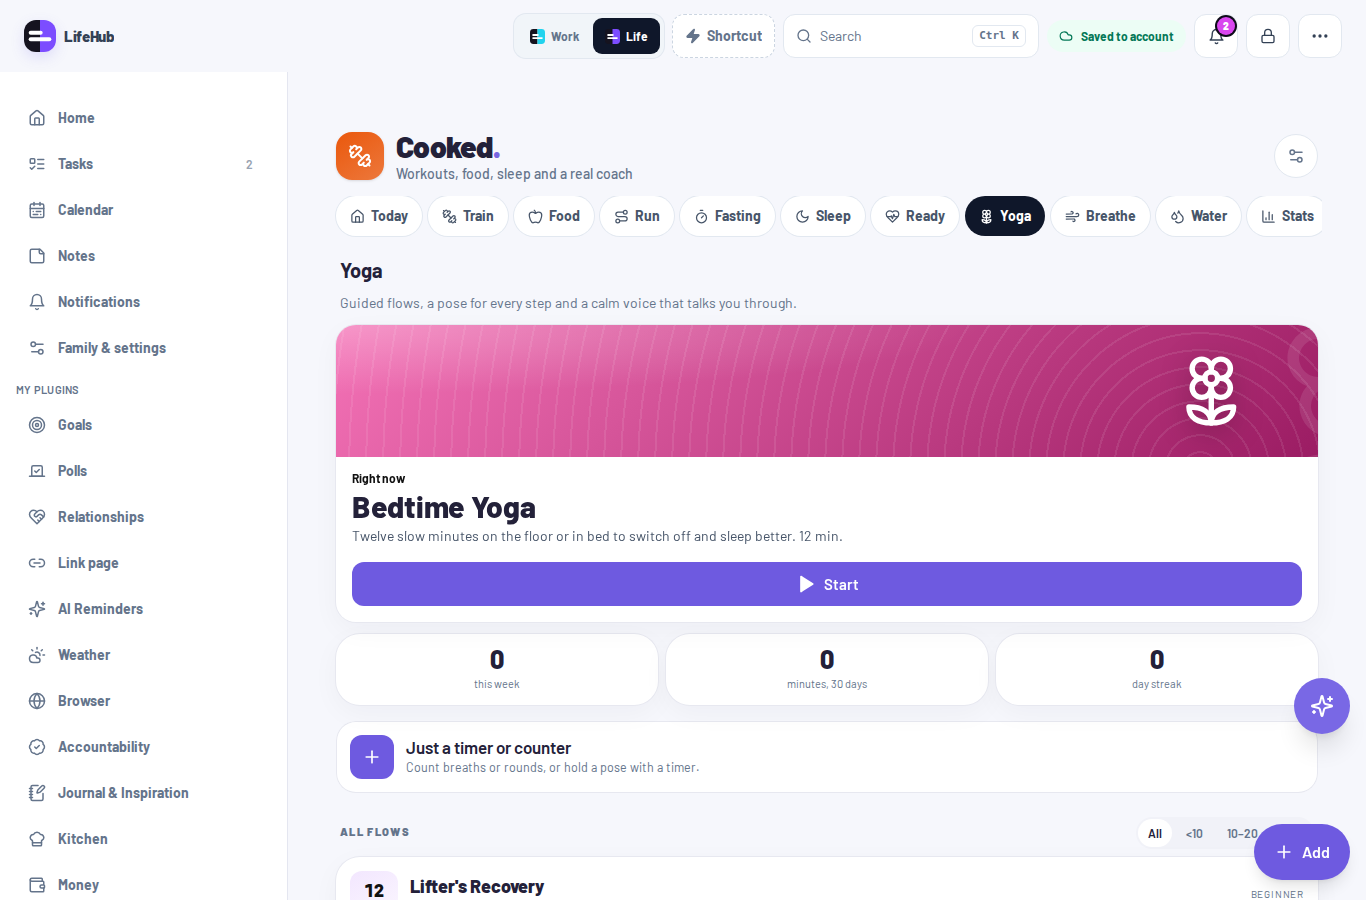 LifeHub
Work
Life
Shortcut
Search
Ctrl K
Saved to account
2
Home
Tasks
2
Calendar
Notes
Notifications
Family & settings
MY PLUGINS
Goals
Polls
Relationships
Link page
AI Reminders
Weather
Browser
Accountability
Journal & Inspiration
Kitchen
Money
Cooked.
Workouts, food, sleep and a real coach
Today
Train
Food
Run
Fasting
Sleep
Ready
Yoga
Breathe
Water
Stats
Yoga
Guided flows, a pose for every step and a calm voice that talks you through.
Right now
Bedtime Yoga
Twelve slow minutes on the floor or in bed to switch off and sleep better. 12 min.
Start
0
this week
0
minutes, 30 days
0
day streak
Just a timer or counter
Count breaths or rounds, or hold a pose with a timer.
ALL FLOWS
All
<10
10–20
Add
12
Lifter's Recovery
BEGINNER